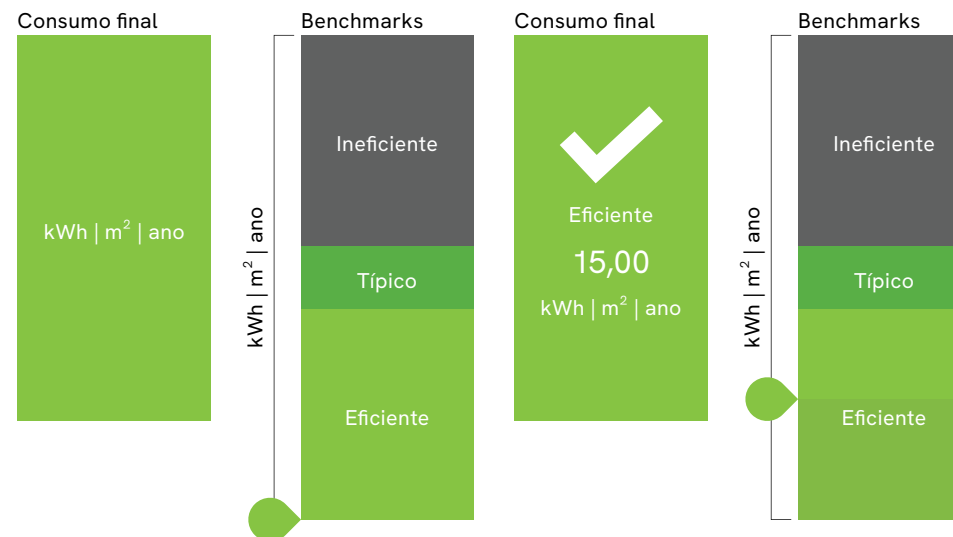 Consumo final
kWh | m² | ano
Benchmarks
kWh | m² | ano
Ineficiente
Típico
Eficiente
Consumo final
Eficiente
15,00
kWh | m² | ano
Benchmarks
kWh | m² | ano
Ineficiente
Típico
Eficiente